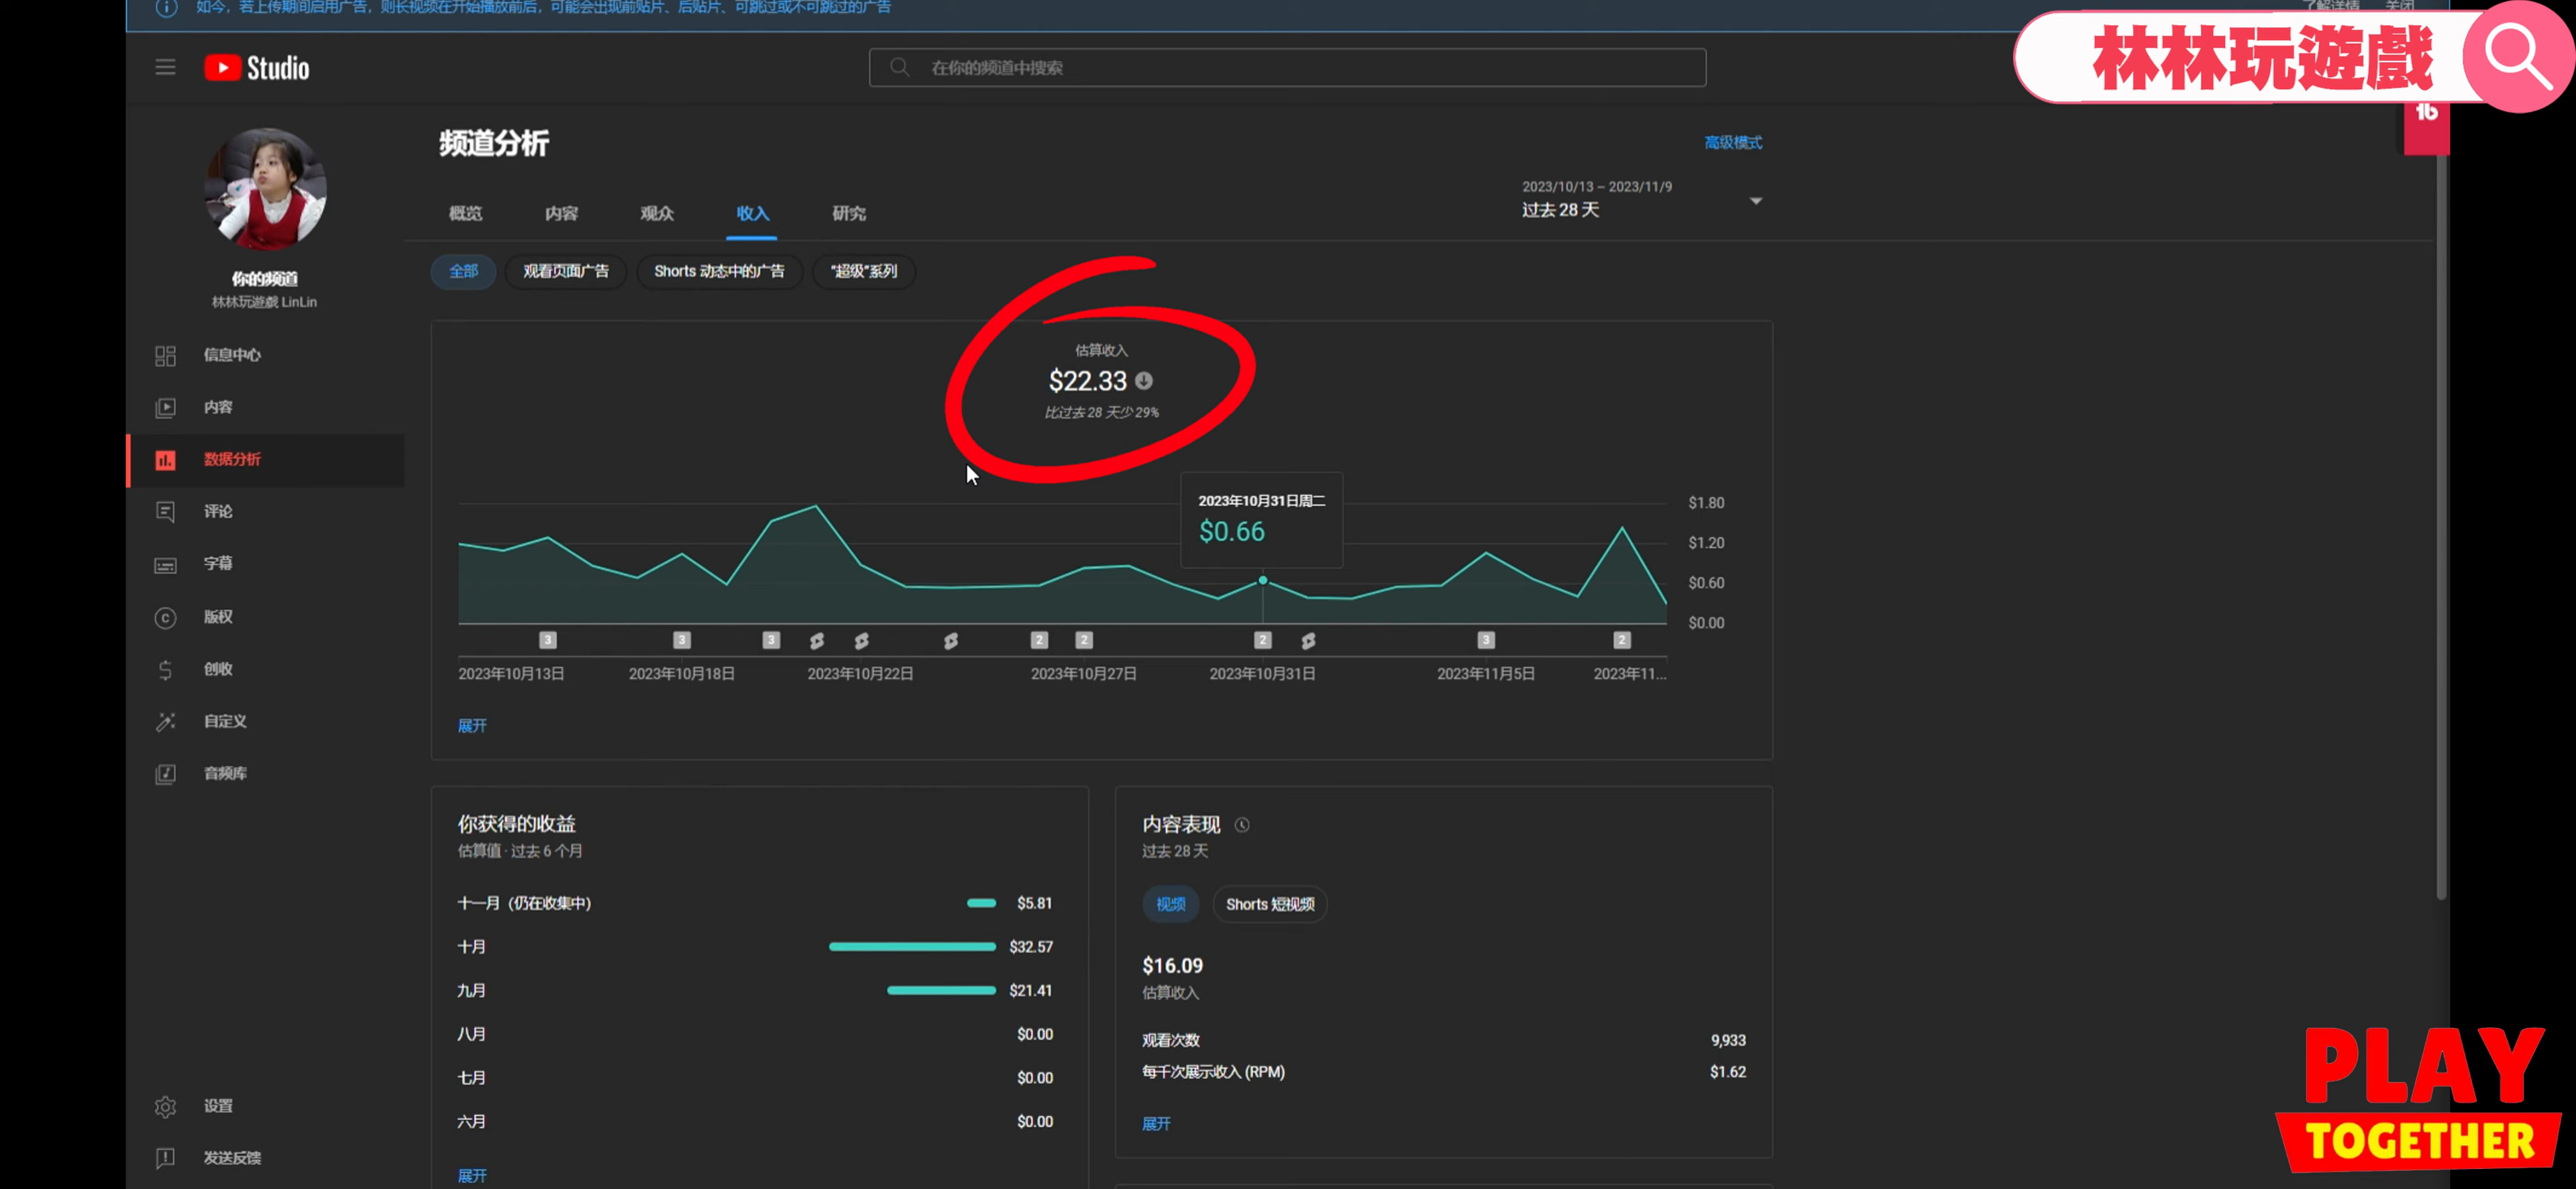 如今，若上传期间启用广告，则长视频在开始播放前后，可能会出现前贴片、后贴片、可跳过或不可跳过的广告
了解详情 关闭
林林玩遊戲
Studio
在你的频道中搜索
频道分析
高级模式
概览 内容 观众 收入 研究
2023/10/13 – 2023/11/9
过去 28 天
全部 观看页面广告 Shorts 动态中的广告 "超级"系列
你的频道
林林玩遊戲 LinLin
信息中心
内容
数据分析
评论
字幕
版权
创收
自定义
音频库
设置
发送反馈
估算收入
$22.33
比过去 28 天少 29%
2023年10月31日周二
$0.66
$1.80
$1.20
$0.60
$0.00
3 3 3 2 2 2 3 2
2023年10月13日 2023年10月18日 2023年10月22日 2023年10月27日 2023年10月31日 2023年11月5日 2023年11...
展开
你获得的收益
估算值 · 过去 6 个月
十一月（仍在收集中） $5.81
十月 $32.57
九月 $21.41
八月 $0.00
七月 $0.00
六月 $0.00
展开
内容表现
过去 28 天
视频 Shorts 短视频
$16.09
估算收入
观看次数 9,933
每千次展示收入 (RPM) $1.62
展开
PLAY
TOGETHER